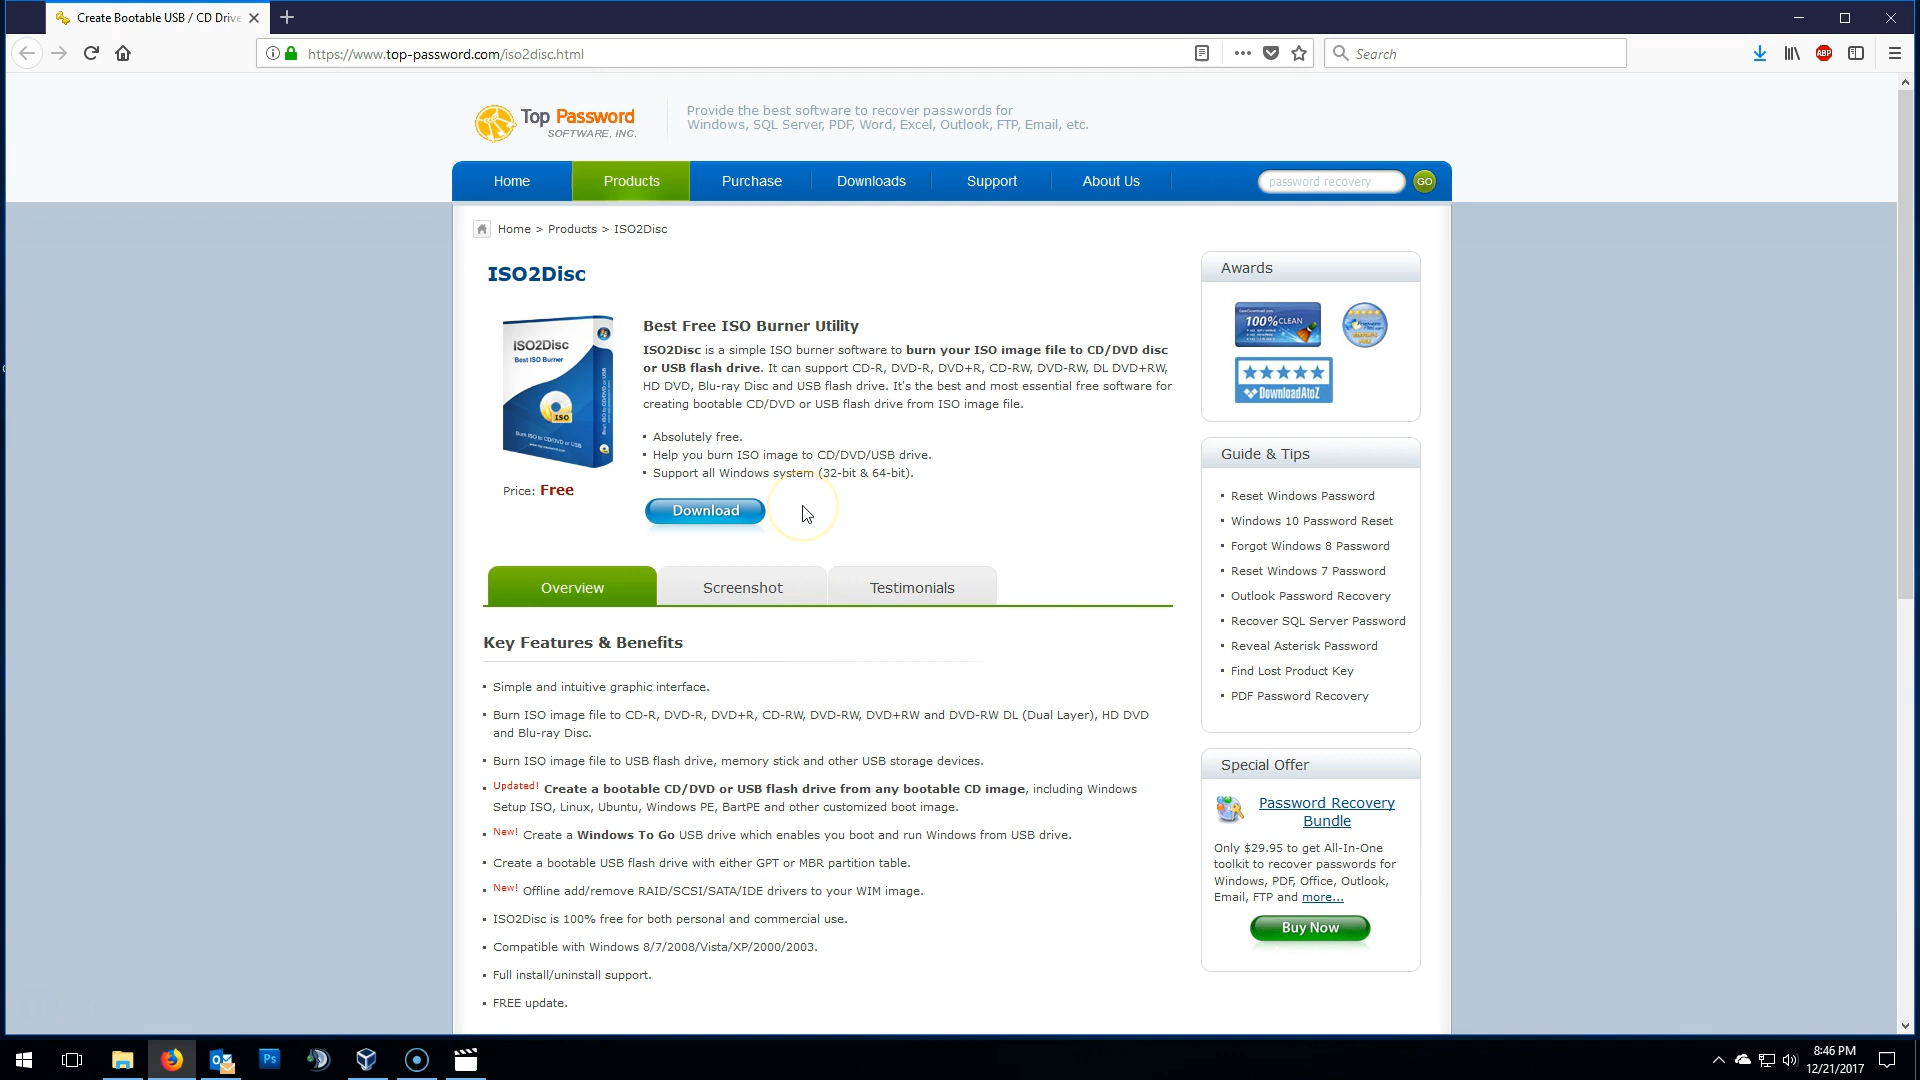 Create Bootable USB / CD Drive
https://www.top-password.com/iso2disc.html
Search
ABP
Top Password
SOFTWARE, INC.
Provide the best software to recover passwords for
Windows, SQL Server, PDF, Word, Excel, Outlook, FTP, Email, etc.
Home
Products
Purchase
Downloads
Support
About Us
password recovery
GO
Home > Products > ISO2Disc
ISO2Disc
ISO2Disc
Best ISO Burner
ISO
Burn ISO to CD/DVD or USB
Price: Free
Best Free ISO Burner Utility
ISO2Disc is a simple ISO burner software to burn your ISO image file to CD/DVD disc
or USB flash drive. It can support CD-R, DVD-R, DVD+R, CD-RW, DVD-RW, DL DVD+RW,
HD DVD, Blu-ray Disc and USB flash drive. It's the best and most essential free software for
creating bootable CD/DVD or USB flash drive from ISO image file.
Absolutely free.
Help you burn ISO image to CD/DVD/USB drive.
Support all Windows system (32-bit & 64-bit).
Download
Overview
Screenshot
Testimonials
Key Features & Benefits
Simple and intuitive graphic interface.
Burn ISO image file to CD-R, DVD-R, DVD+R, CD-RW, DVD-RW, DVD+RW and DVD-RW DL (Dual Layer), HD DVD
and Blu-ray Disc.
Burn ISO image file to USB flash drive, memory stick and other USB storage devices.
Updated! Create a bootable CD/DVD or USB flash drive from any bootable CD image, including Windows
Setup ISO, Linux, Ubuntu, Windows PE, BartPE and other customized boot image.
New! Create a Windows To Go USB drive which enables you boot and run Windows from USB drive.
Create a bootable USB flash drive with either GPT or MBR partition table.
New! Offline add/remove RAID/SCSI/SATA/IDE drivers to your WIM image.
ISO2Disc is 100% free for both personal and commercial use.
Compatible with Windows 8/7/2008/Vista/XP/2000/2003.
Full install/uninstall support.
FREE update.
Awards
100% CLEAN
DownloadAtoZ
Guide & Tips
Reset Windows Password
Windows 10 Password Reset
Forgot Windows 8 Password
Reset Windows 7 Password
Outlook Password Recovery
Recover SQL Server Password
Reveal Asterisk Password
Find Lost Product Key
PDF Password Recovery
Special Offer
Password Recovery
Bundle
Only $29.95 to get All-In-One
toolkit to recover passwords for
Windows, PDF, Office, Outlook,
Email, FTP and more...
Buy Now
Ps
8:46 PM
12/21/2017